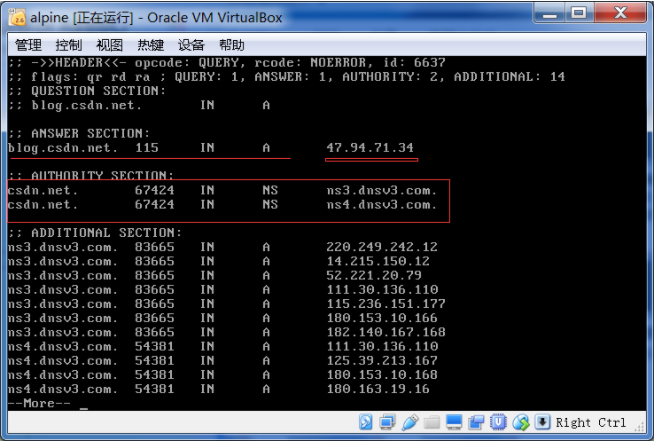 alpine [正在运行] - Oracle VM VirtualBox
管理 控制 视图 热键 设备 帮助
;; ->>HEADER<<- opcode: QUERY, rcode: NOERROR, id: 6637
;; flags: qr rd ra ; QUERY: 1, ANSWER: 1, AUTHORITY: 2, ADDITIONAL: 14
;; QUESTION SECTION:
;; blog.csdn.net. IN A
;; ANSWER SECTION:
blog.csdn.net. 115 IN A 47.94.71.34
;; AUTHORITY SECTION:
csdn.net. 67424 IN NS ns3.dnsv3.com.
csdn.net. 67424 IN NS ns4.dnsv3.com.
;; ADDITIONAL SECTION:
ns3.dnsv3.com. 83665 IN A 220.249.242.12
ns3.dnsv3.com. 83665 IN A 14.215.150.12
ns3.dnsv3.com. 83665 IN A 52.221.20.79
ns3.dnsv3.com. 83665 IN A 111.30.136.110
ns3.dnsv3.com. 83665 IN A 115.236.151.177
ns3.dnsv3.com. 83665 IN A 180.153.10.166
ns3.dnsv3.com. 83665 IN A 182.140.167.168
ns4.dnsv3.com. 54381 IN A 111.30.136.110
ns4.dnsv3.com. 54381 IN A 125.39.213.167
ns4.dnsv3.com. 54381 IN A 180.153.10.168
ns4.dnsv3.com. 54381 IN A 180.163.19.16
--More-- _
Right Ctrl